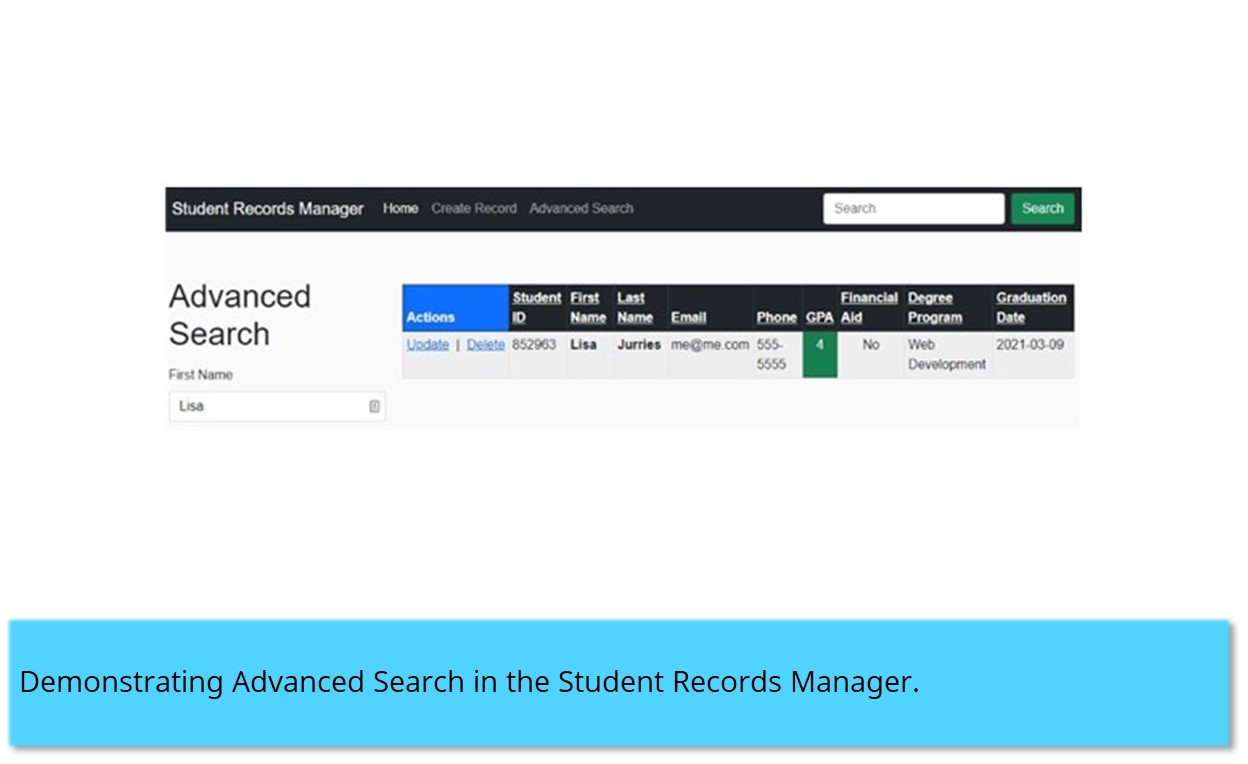 Student Records Manager Home Create Record Advanced Search Search Search
Advanced
Search
First Name
Lisa
Student First Last Financial Degree Graduation
Actions ID Name Name Email Phone GPA Aid Program Date
Update | Delete 852963 Lisa Jurries me@me.com 555- 4 No Web 2021-03-09
5555 Development
Demonstrating Advanced Search in the Student Records Manager.